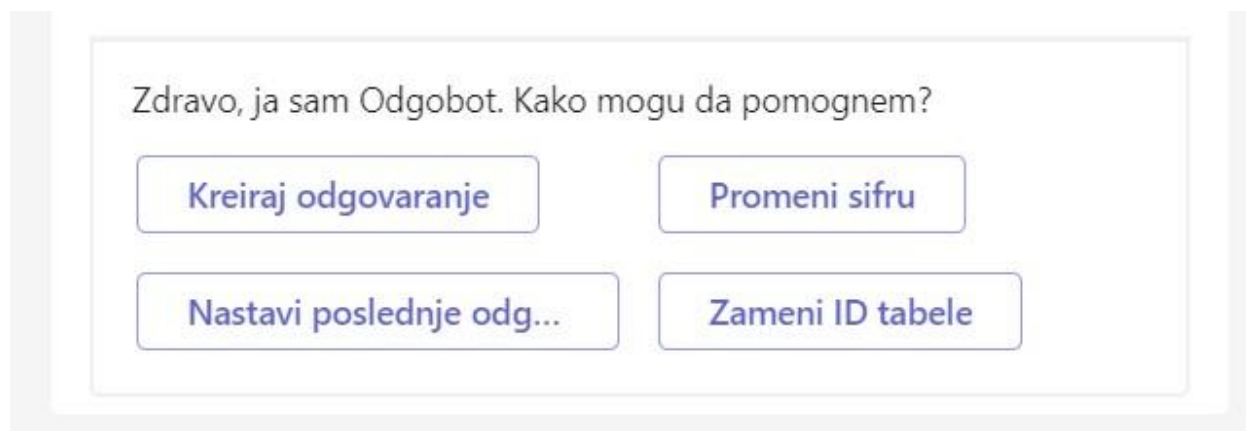 Zdravo, ja sam Odgobot. Kako mogu da pomognem?
Kreiraj odgovaranje
Promeni sifru
Nastavi poslednje odg...
Zameni ID tabele